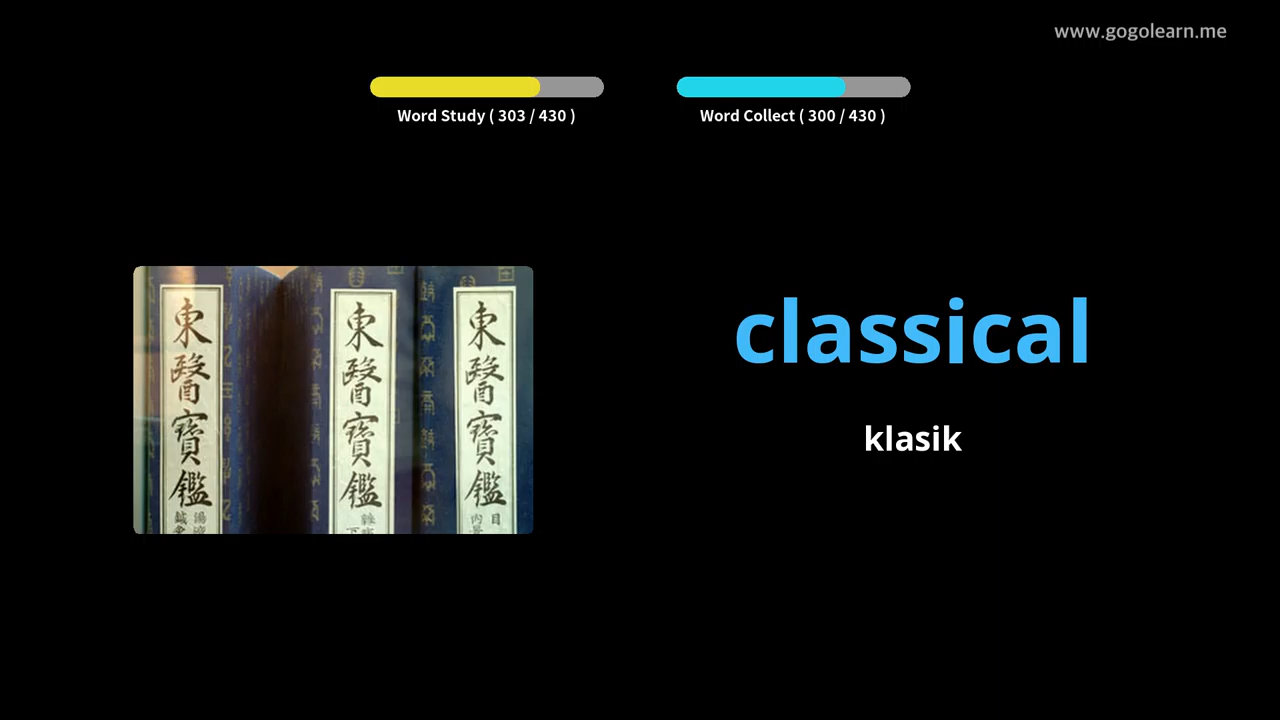 www.gogolearn.me
Word Study ( 303 / 430 )
Word Collect ( 300 / 430 )
東醫寶鑑
東醫寶鑑
東醫寶鑑
classical
klasik